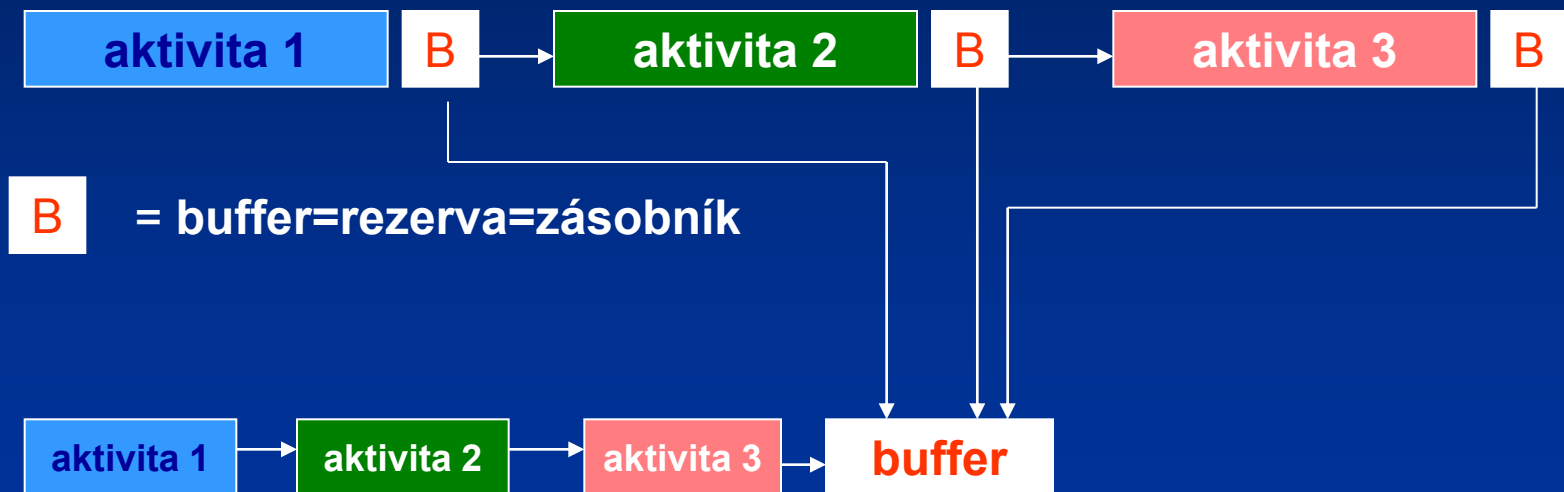 aktivita 1 B aktivita 2 B aktivita 3 B
B = buffer=rezerva=zásobník
aktivita 1 aktivita 2 aktivita 3 buffer